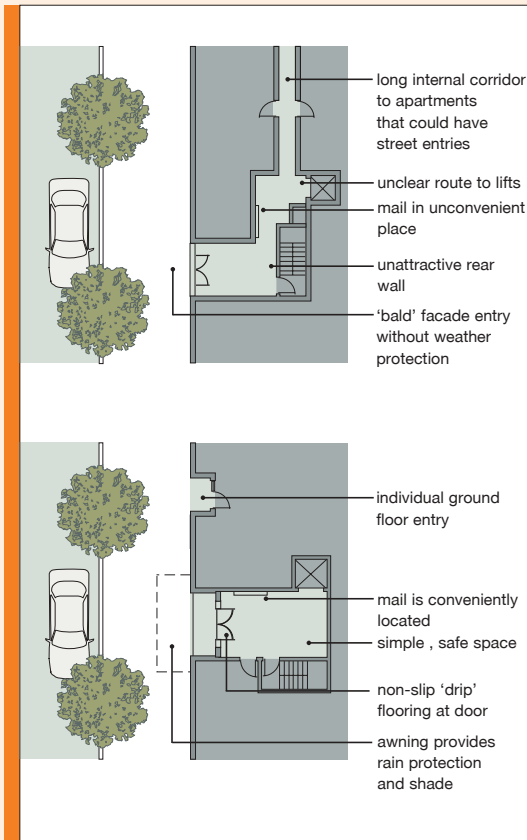 long internal corridor
to apartments
that could have
street entries
unclear route to lifts
mail in unconvenient
place
unattractive rear
wall
‘bald’ facade entry
without weather
protection
individual ground
floor entry
mail is conveniently
located
simple , safe space
non-slip ‘drip’
flooring at door
awning provides
rain protection
and shade